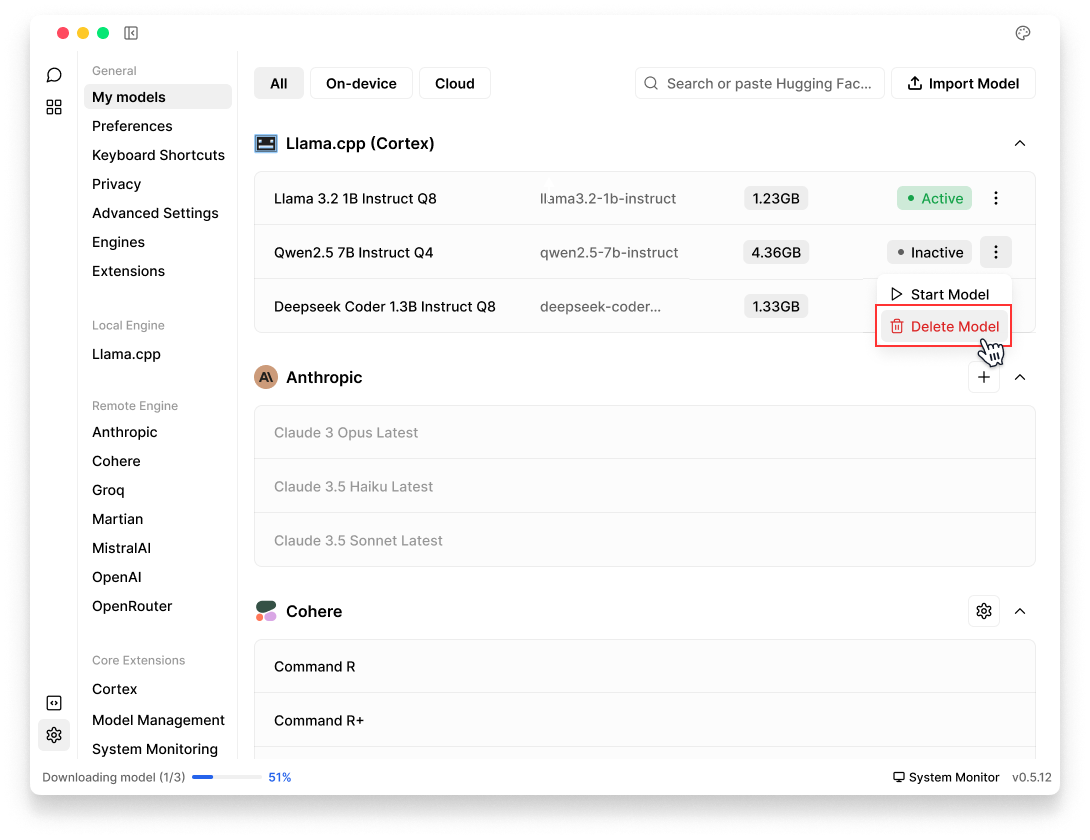 General
My models
Preferences
Keyboard Shortcuts
Privacy
Advanced Settings
Engines
Extensions
Local Engine
Llama.cpp
Remote Engine
Anthropic
Cohere
Groq
Martian
MistralAI
OpenAI
OpenRouter
Core Extensions
Cortex
Model Management
System Monitoring
All On-device Cloud Search or paste Hugging Fac... Import Model
Llama.cpp (Cortex)
Llama 3.2 1B Instruct Q8 llama3.2-1b-instruct 1.23GB Active
Qwen2.5 7B Instruct Q4 qwen2.5-7b-instruct 4.36GB Inactive
Start Model
Deepseek Coder 1.3B Instruct Q8 deepseek-coder... 1.33GB
Delete Model
Anthropic
Claude 3 Opus Latest
Claude 3.5 Haiku Latest
Claude 3.5 Sonnet Latest
Cohere
Command R
Command R+
Downloading model (1/3) 51% System Monitor v0.5.12